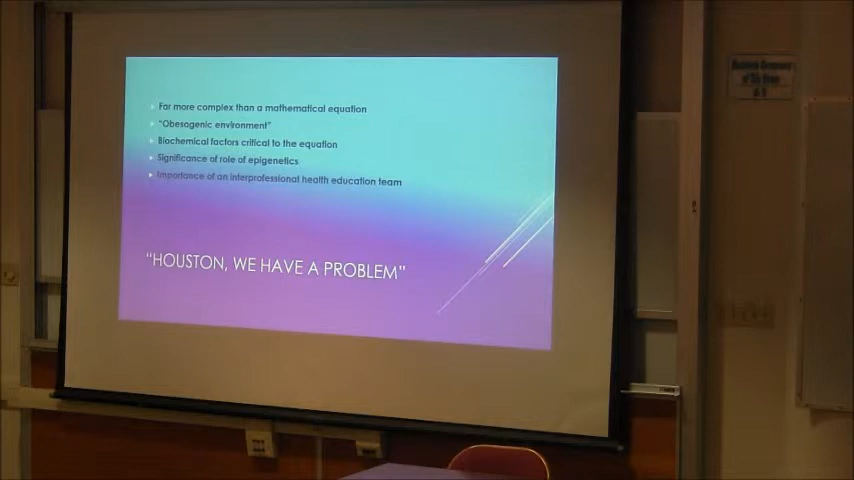 Far more complex than a mathematical equation
"Obesogenic environment"
Biochemical factors critical to the equation
Significance of role of epigenetics
Importance of an interprofessional health education team
"HOUSTON, WE HAVE A PROBLEM"